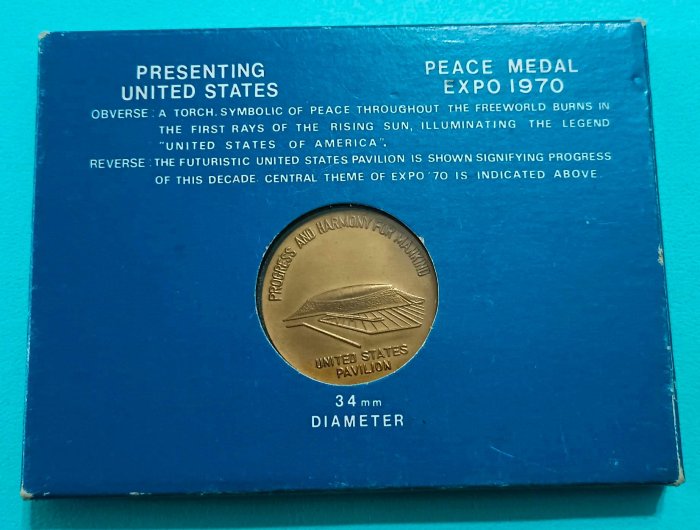 PRESENTING
UNITED STATES
PEACE MEDAL
EXPO 1970
OBVERSE : A TORCH. SYMBOLIC OF PEACE THROUGHOUT THE FREEWORLD BURNS IN
THE FIRST RAYS OF THE RISING SUN, ILLUMINATING THE LEGEND
"UNITED STATES OF AMERICA".
REVERSE : THE FUTURISTIC UNITED STATES PAVILION IS SHOWN SIGNIFYING PROGRESS
OF THIS DECADE. CENTRAL THEME OF EXPO '70 IS INDICATED ABOVE.
PROGRESS AND HARMONY FOR MANKIND
UNITED STATES
PAVILION
34mm
DIAMETER